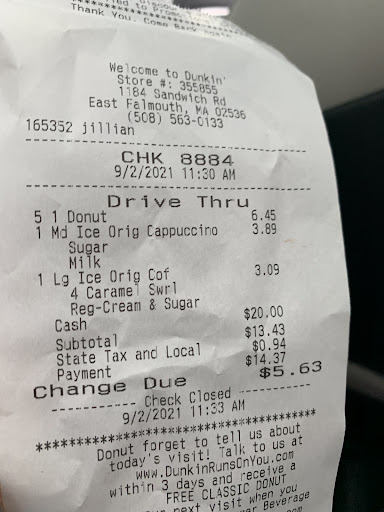 to Promo
Thank You, Come
Welcome to Dunkin'
Store #: 355855
1184 Sandwich Rd
East Falmouth, MA 02536
(508) 563-0133
165352 jillian
CHK 8884
9/2/2021 11:30 AM
Drive Thru
5 1 Donut 6.45
1 Md Ice Orig Cappuccino 3.89
Sugar
Milk
1 Lg Ice Orig Cof 3.09
4 Caramel Swrl
Reg-Cream & Sugar
Cash $20.00
Subtotal $13.43
State Tax and Local $0.94
Payment $14.37
Change Due $5.63
---------- Check Closed ----------
9/2/2021 11:33 AM
************************************
Donut forget to tell us about
today's visit! Talk to us at
www.DunkinRunsOnYou.com
within 3 days and receive a
FREE CLASSIC DONUT
next visit when you
Beverage